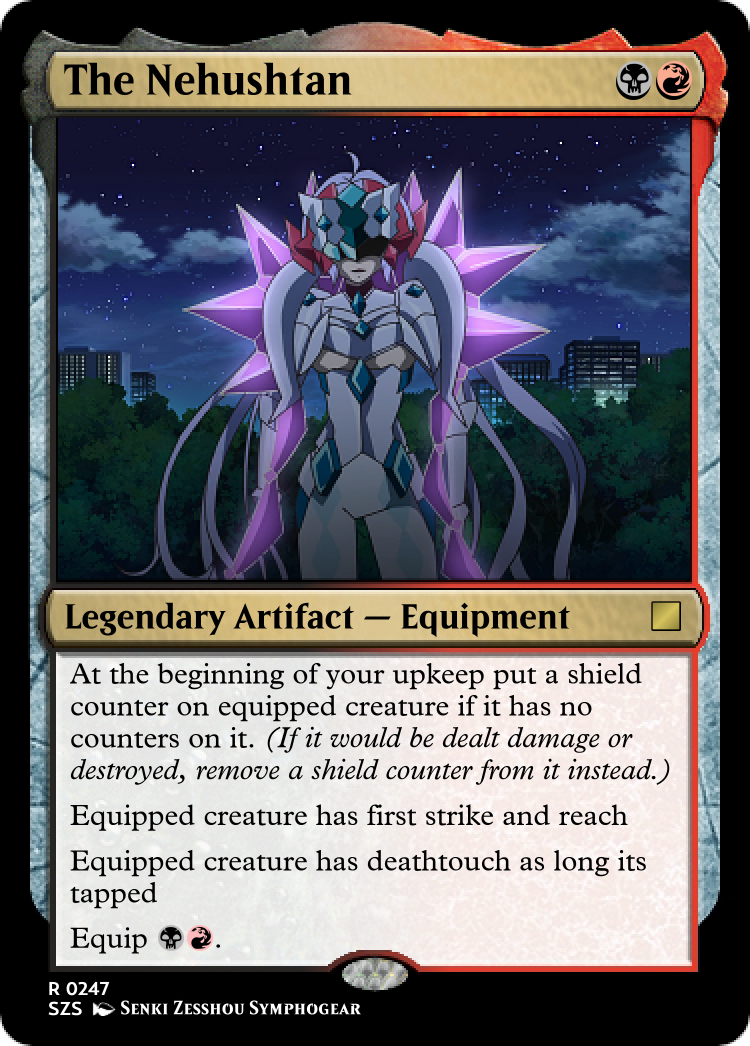 The Nehushtan
Legendary Artifact — Equipment
At the beginning of your upkeep put a shield
counter on equipped creature if it has no
counters on it. (If it would be dealt damage or
destroyed, remove a shield counter from it instead.)
Equipped creature has first strike and reach
Equipped creature has deathtouch as long its
tapped
Equip .
R 0247
SZS Senki Zesshou Symphogear